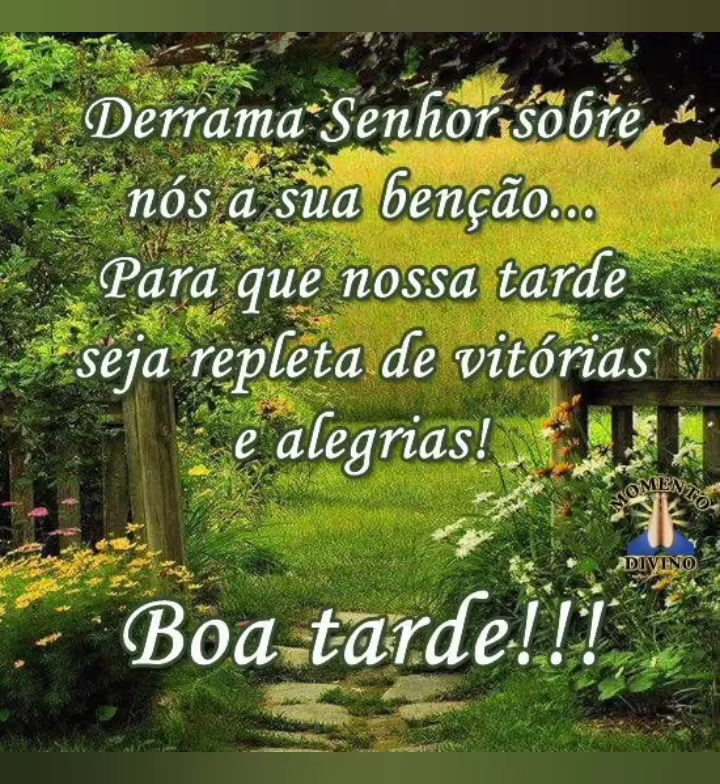 Derrama Senhor sobre
nós a sua benção...
Para que nossa tarde
seja repleta de vitórias
e alegrias!
MOMENTO
DIVINO
Boa tarde!!!